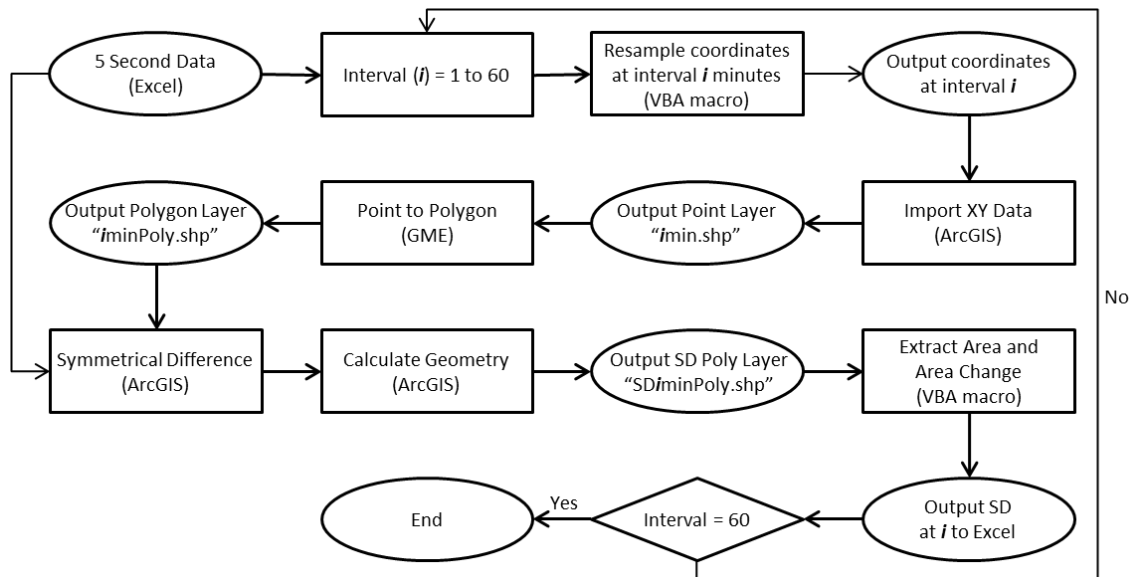 5 Second Data
(Excel)
Interval (i) = 1 to 60
Resample coordinates
at interval i minutes
(VBA macro)
Output coordinates
at interval i
Output Polygon Layer
“iminPoly.shp”
Point to Polygon
(GME)
Output Point Layer
“imin.shp”
Import XY Data
(ArcGIS)
No
Symmetrical Difference
(ArcGIS)
Calculate Geometry
(ArcGIS)
Output SD Poly Layer
“SDiminPoly.shp”
Extract Area and
Area Change
(VBA macro)
End
Yes
Interval = 60
Output SD
at i to Excel